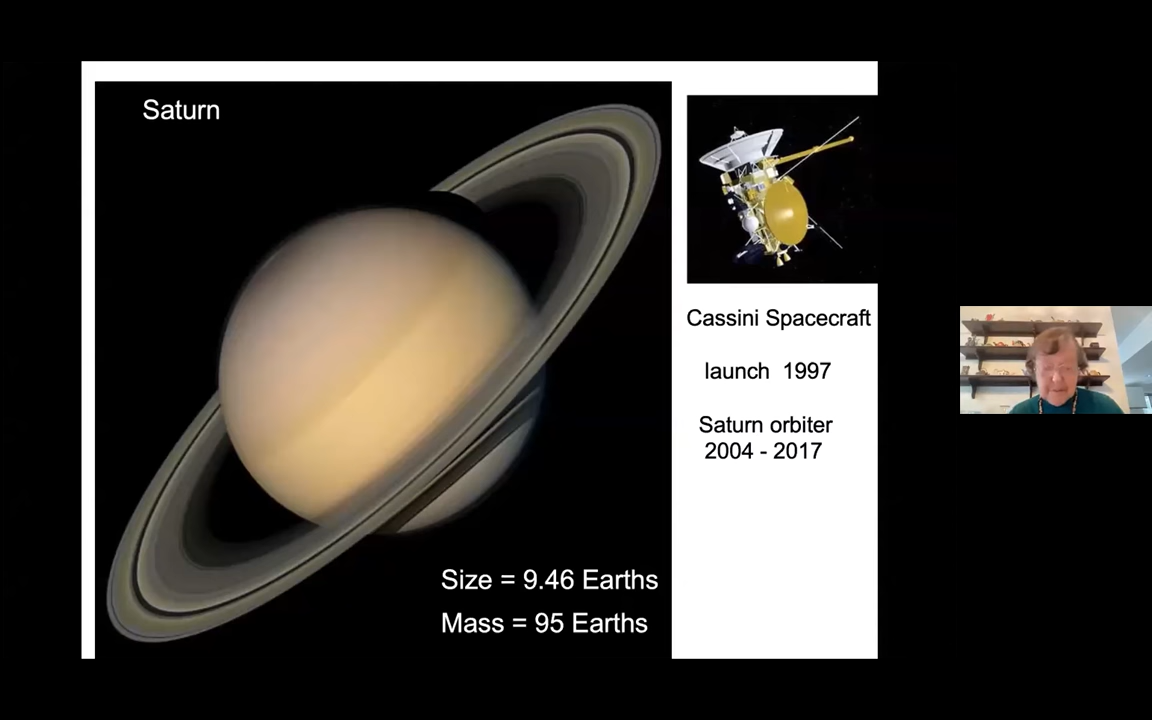 Saturn
Size = 9.46 Earths
Mass = 95 Earths
Cassini Spacecraft
launch 1997
Saturn orbiter
2004 - 2017